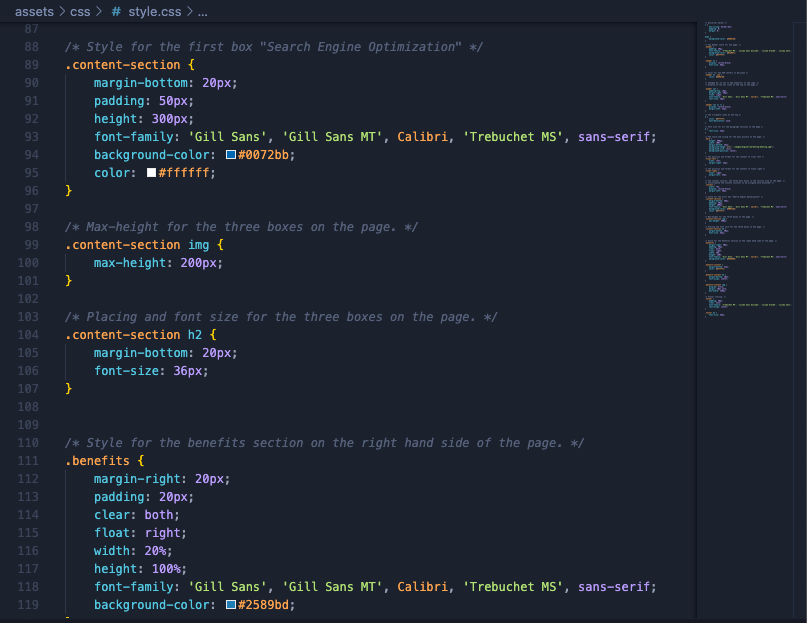 assets > css > # style.css > ...
87
88 /* Style for the first box "Search Engine Optimization" */
89 .content-section {
90 margin-bottom: 20px;
91 padding: 50px;
92 height: 300px;
93 font-family: 'Gill Sans', 'Gill Sans MT', Calibri, 'Trebuchet MS', sans-serif;
94 background-color: #0072bb;
95 color: #ffffff;
96 }
97
98 /* Max-height for the three boxes on the page. */
99 .content-section img {
100 max-height: 200px;
101 }
102
103 /* Placing and font size for the three boxes on the page. */
104 .content-section h2 {
105 margin-bottom: 20px;
106 font-size: 36px;
107 }
108
109
110 /* Style for the benefits section on the right hand side of the page. */
111 .benefits {
112 margin-right: 20px;
113 padding: 20px;
114 clear: both;
115 float: right;
116 width: 20%;
117 height: 100%;
118 font-family: 'Gill Sans', 'Gill Sans MT', Calibri, 'Trebuchet MS', sans-serif;
119 background-color: #2589bd;